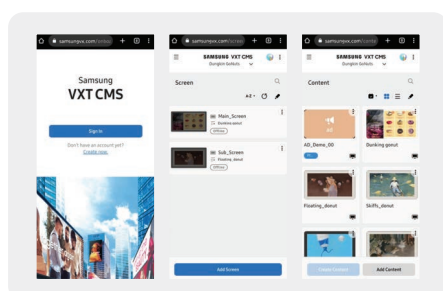 samsungvx.com/
Samsung
VXT CMS
Sign in
Don't have an account yet?
Create now
samsungvx.com/
SAMSUNG VXT CMS
Screen
A-Z
Main_Screen
Offline
Sub_Screen
Floating_donut
Offline
Add Screen
samsungvx.com/
SAMSUNG VXT CMS
Content
AD
AD_Demo_00
Dunking gonut
Floating_donut
Skiffs_donut
Create Content
Add Content